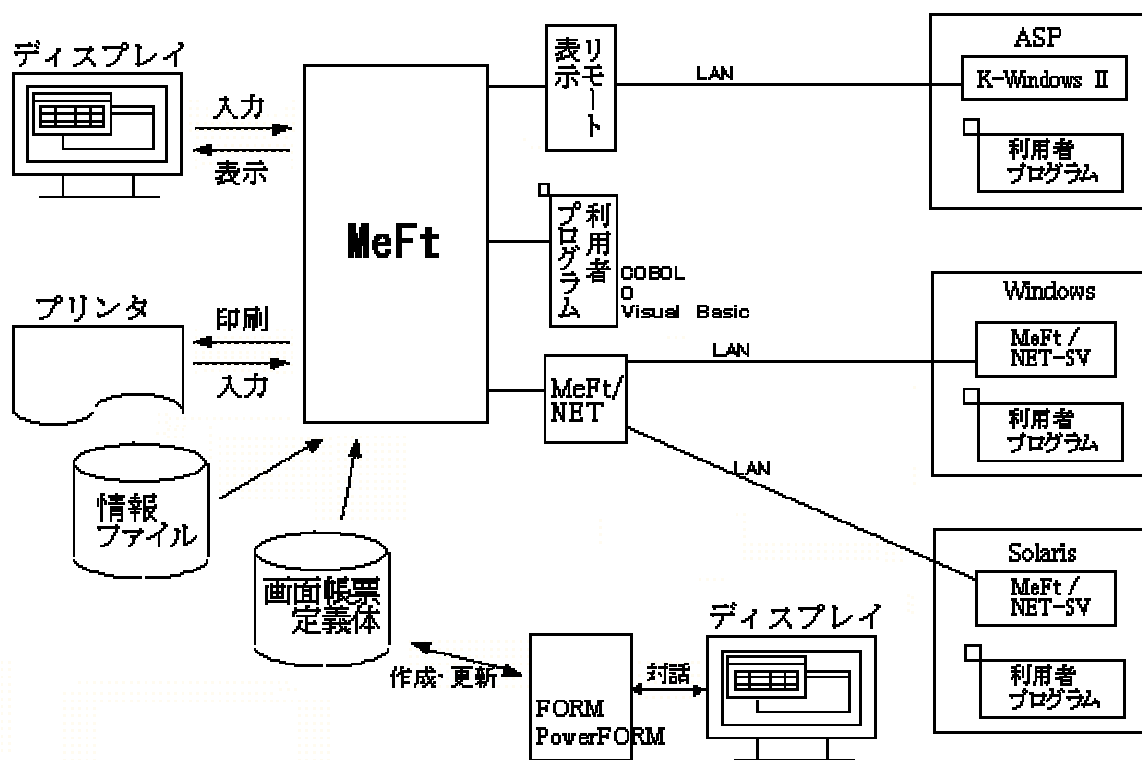 ディスプレイ
入力
表示
MeFt
プリンタ
印刷
入力
情報
ファイル
画面帳票
定義体
作成・更新
FORM
PowerFORM
対話
ディスプレイ
リモート
表示
LAN
利用者
プログラム
COBOL
C
Visual Basic
MeFt/
NET
LAN
LAN
ASP
K-Windows II
利用者
プログラム
Windows
MeFt /
NET-SV
利用者
プログラム
Solaris
MeFt /
NET-SV
利用者
プログラム